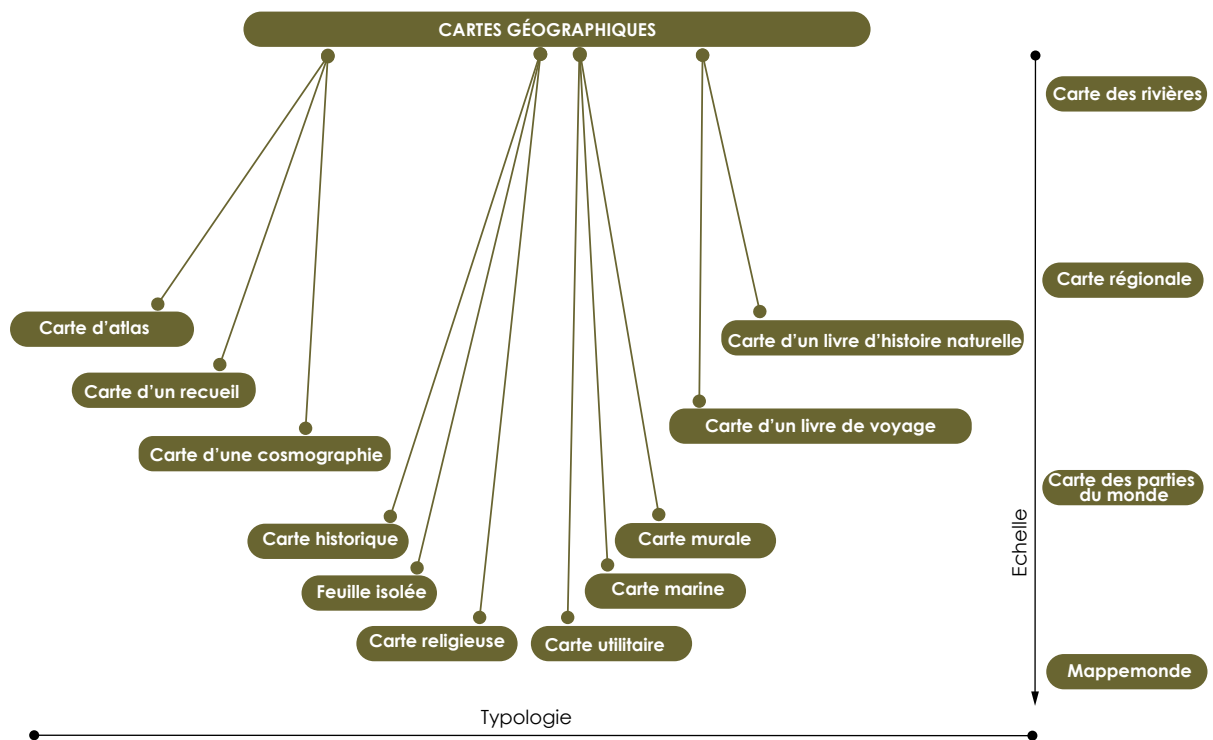 CARTES GÉOGRAPHIQUES
Carte des rivières
Carte régionale
Carte d'atlas
Carte d'un livre d'histoire naturelle
Carte d'un recueil
Carte d'un livre de voyage
Carte d'une cosmographie
Carte des parties
du monde
Carte historique
Carte murale
Echelle
Feuille isolée
Carte marine
Carte religieuse
Carte utilitaire
Mappemonde
Typologie